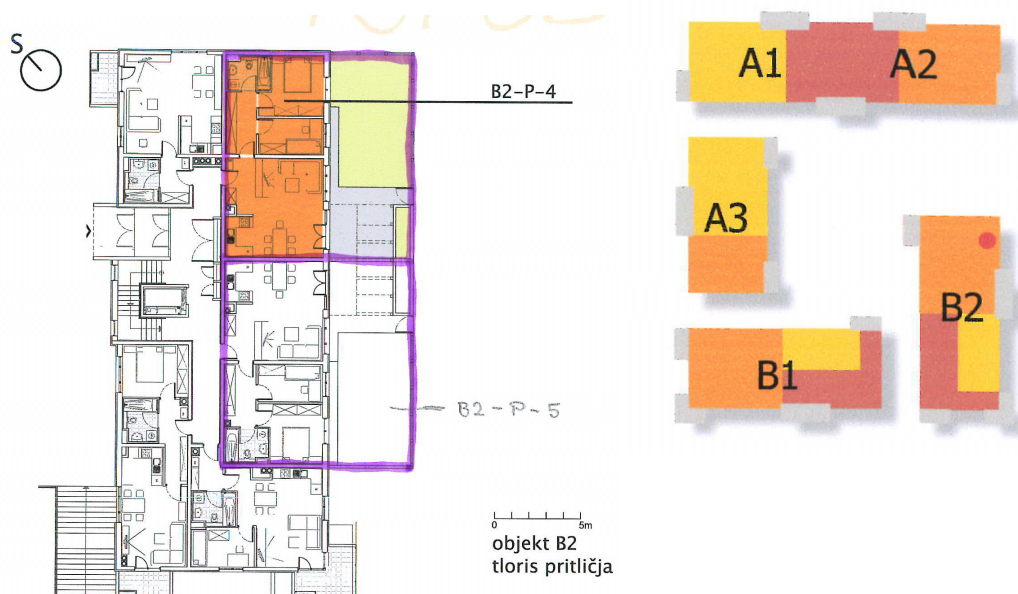 S
B2-P-4
B2-P-5
0 5m
objekt B2
tloris pritličja
A1
A2
A3
B2
B1